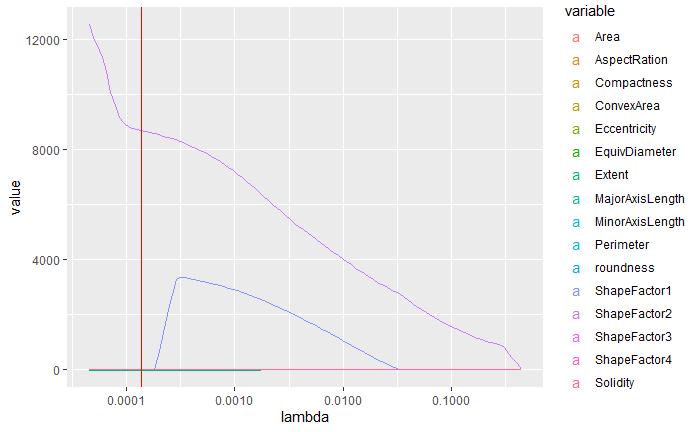 variable
a Area
a AspectRation
a Compactness
a ConvexArea
a Eccentricity
a EquivDiameter
a Extent
a MajorAxisLength
a MinorAxisLength
a Perimeter
a roundness
a ShapeFactor1
a ShapeFactor2
a ShapeFactor3
a ShapeFactor4
a Solidity
value
12000
8000
4000
0
0.0001 0.0010 0.0100 0.1000
lambda